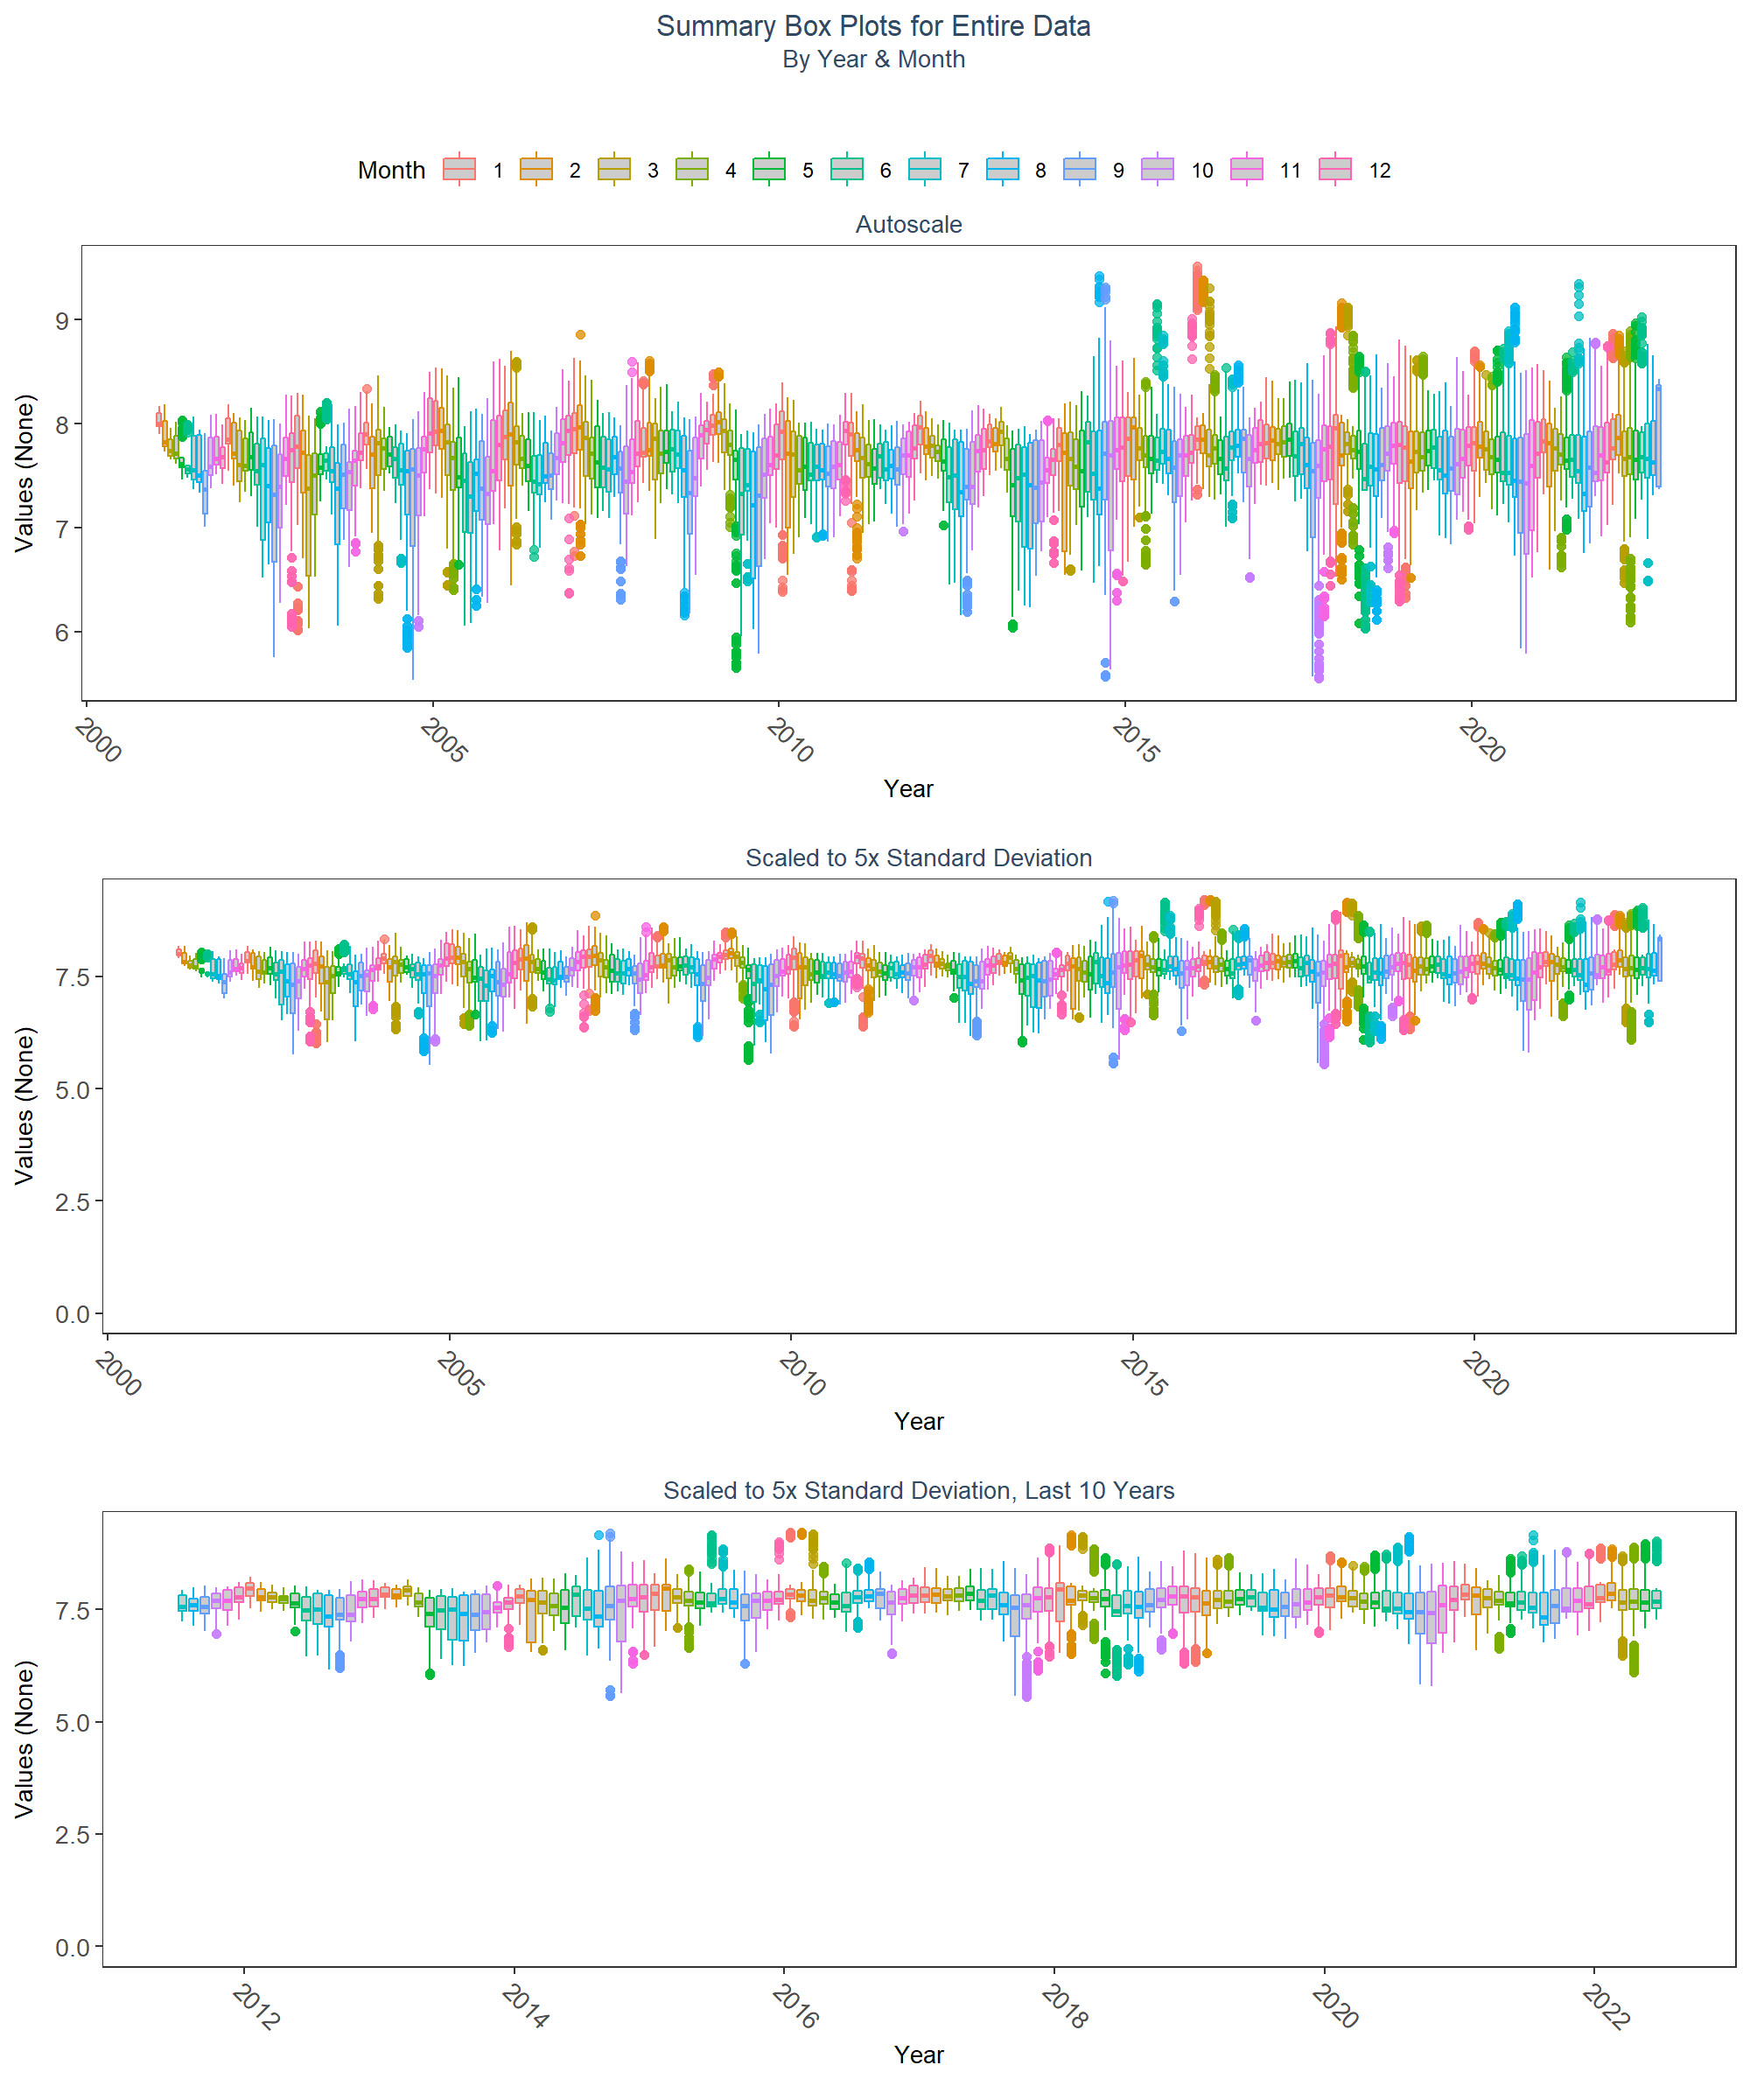 Summary Box Plots for Entire Data
By Year & Month
Month 1 2 3 4 5 6 7 8 9 10 11 12
Autoscale
Values (None)
9
8
7
6
2000 2005 2010 2015 2020
Year
Scaled to 5x Standard Deviation
Values (None)
7.5
5.0
2.5
0.0
2000 2005 2010 2015 2020
Year
Scaled to 5x Standard Deviation, Last 10 Years
Values (None)
7.5
5.0
2.5
0.0
2012 2014 2016 2018 2020 2022
Year